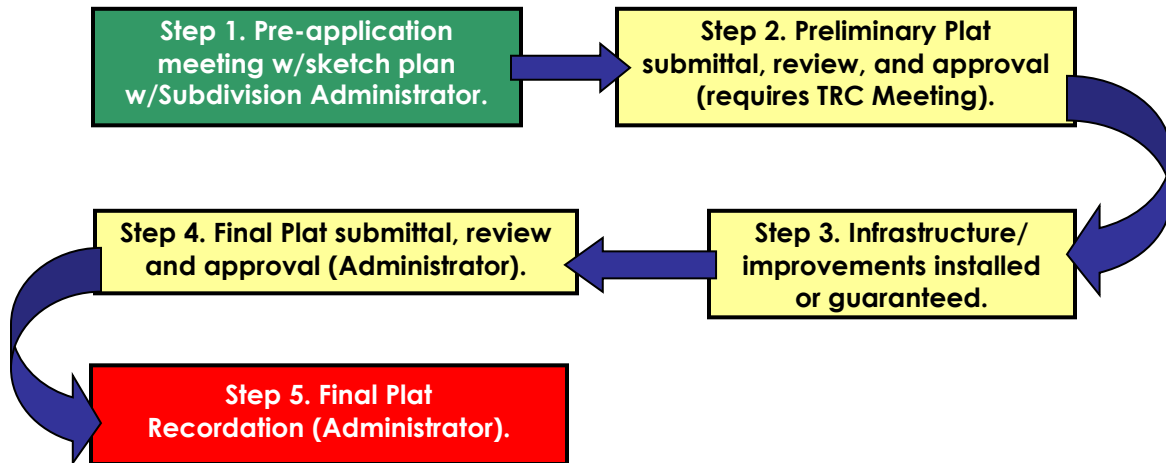 Step 1. Pre-application
meeting w/sketch plan
w/Subdivision Administrator.
Step 2. Preliminary Plat
submittal, review, and approval
(requires TRC Meeting).
Step 3. Infrastructure/
improvements installed
or guaranteed.
Step 4. Final Plat submittal, review
and approval (Administrator).
Step 5. Final Plat
Recordation (Administrator).